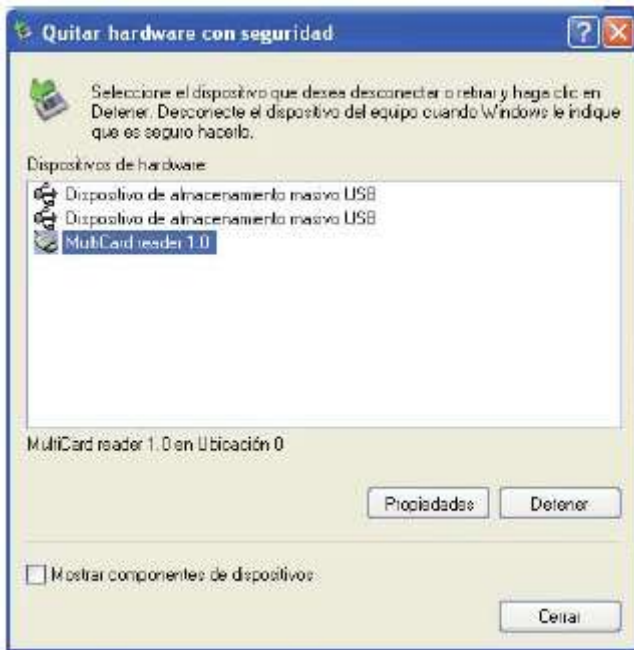 Quitar hardware con seguridad
Seleccione el dispositivo que desea desconectar o retirar y haga clic en
Detener. Desconecte el dispositivo del equipo cuando Windows le indique
que es seguro hacerlo.
Dispositivos de hardware:
Dispositivo de almacenamiento masivo USB
Dispositivo de almacenamiento masivo USB
MultiCard reader 1.0
MultiCard reader 1.0 en Ubicación 0
Propiedades
Detener
Mostrar componentes de dispositivos
Cerrar